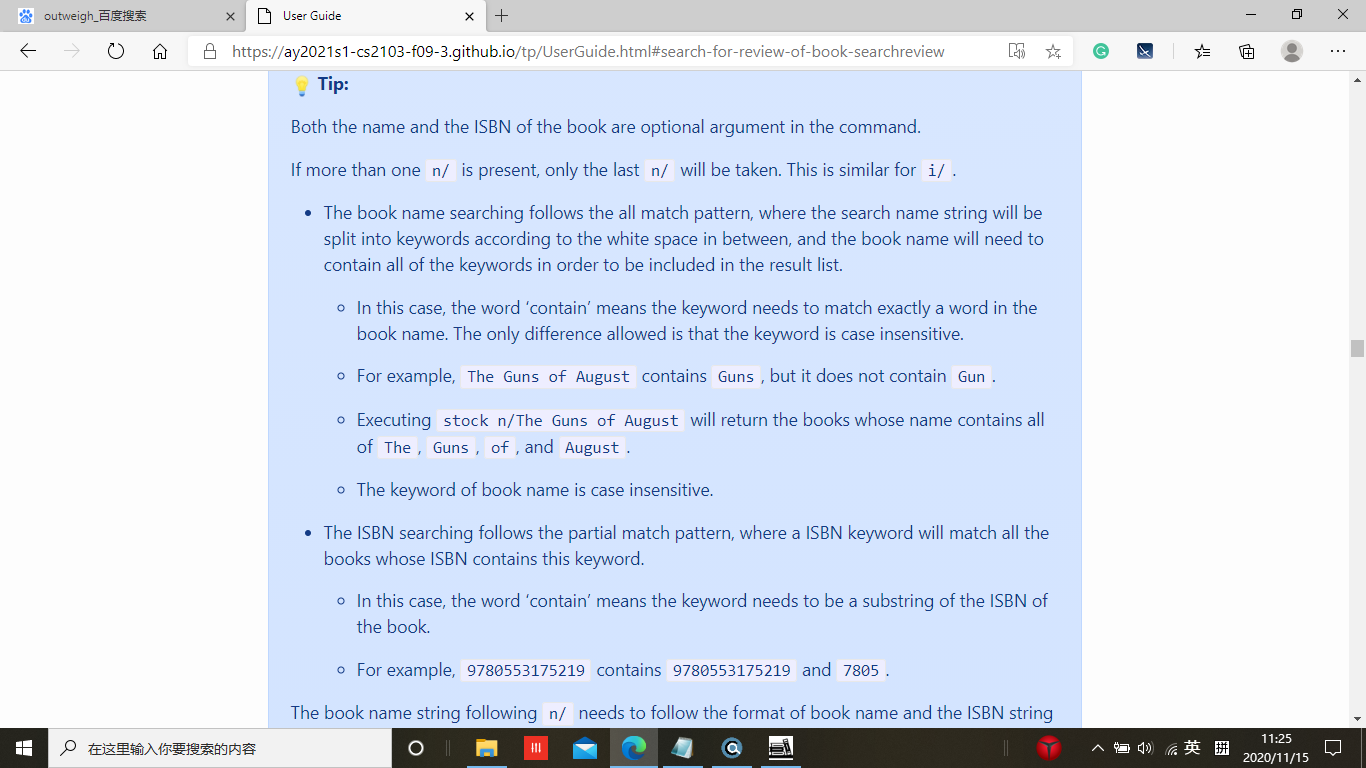 outweigh_百度搜索
User Guide
https://ay2021s1-cs2103-f09-3.github.io/tp/UserGuide.html#search-for-review-of-book-searchreview
Tip:
Both the name and the ISBN of the book are optional argument in the command.
If more than one n/ is present, only the last n/ will be taken. This is similar for i/ .
• The book name searching follows the all match pattern, where the search name string will be
split into keywords according to the white space in between, and the book name will need to
contain all of the keywords in order to be included in the result list.
◦ In this case, the word ‘contain’ means the keyword needs to match exactly a word in the
book name. The only difference allowed is that the keyword is case insensitive.
◦ For example, The Guns of August contains Guns , but it does not contain Gun .
◦ Executing stock n/The Guns of August will return the books whose name contains all
of The , Guns , of , and August .
◦ The keyword of book name is case insensitive.
• The ISBN searching follows the partial match pattern, where a ISBN keyword will match all the
books whose ISBN contains this keyword.
◦ In this case, the word ‘contain’ means the keyword needs to be a substring of the ISBN of
the book.
◦ For example, 9780553175219 contains 9780553175219 and 7805 .
The book name string following n/ needs to follow the format of book name and the ISBN string
在这里输入你要搜索的内容
英
拼
11:25
2020/11/15